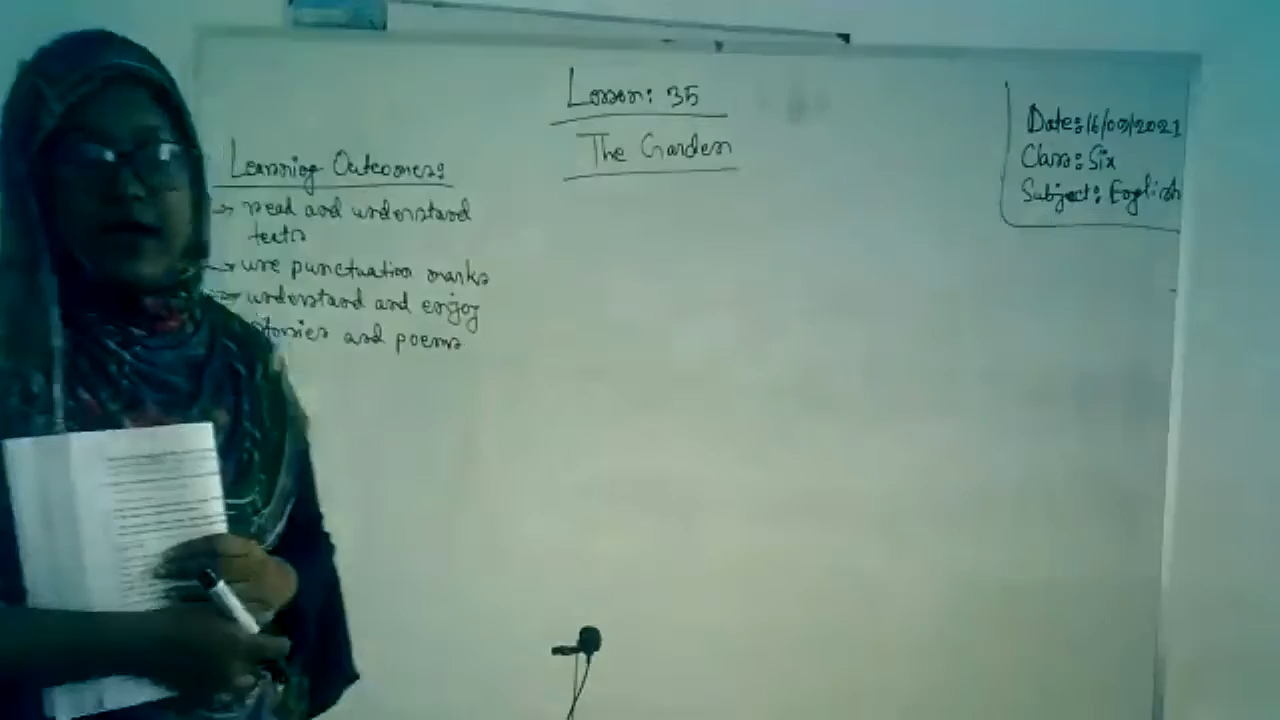 Lesson: 35
The Garden
Learning Outcomes:
→ read and understand
texts
→ use punctuation marks
→ understand and enjoy
stories and poems
Date: 16/09/2021
Class: Six
Subject: English